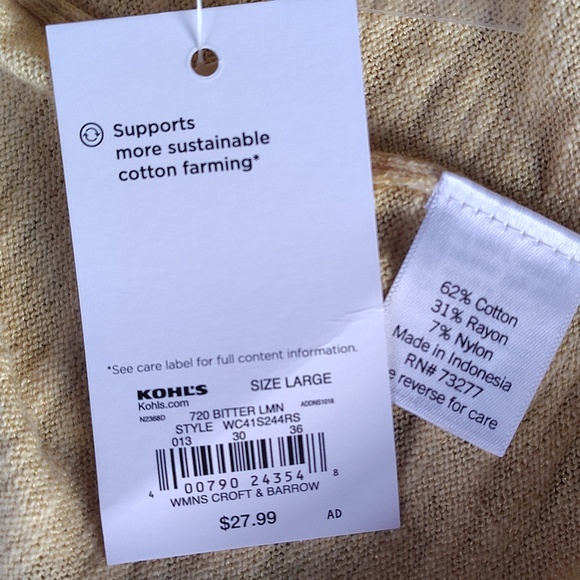 Supports
more sustainable
cotton farming*
*See care label for full content information.
KOHL'S SIZE LARGE
Kohls.com
N2368D 720 BITTER LMN ADDNS1016
STYLE WC41S244RS
013 30 36
4 00790 24354 8
WMNS CROFT & BARROW
$27.99 AD
62% Cotton
31% Rayon
7% Nylon
Made in Indonesia
RN# 73277
reverse for care